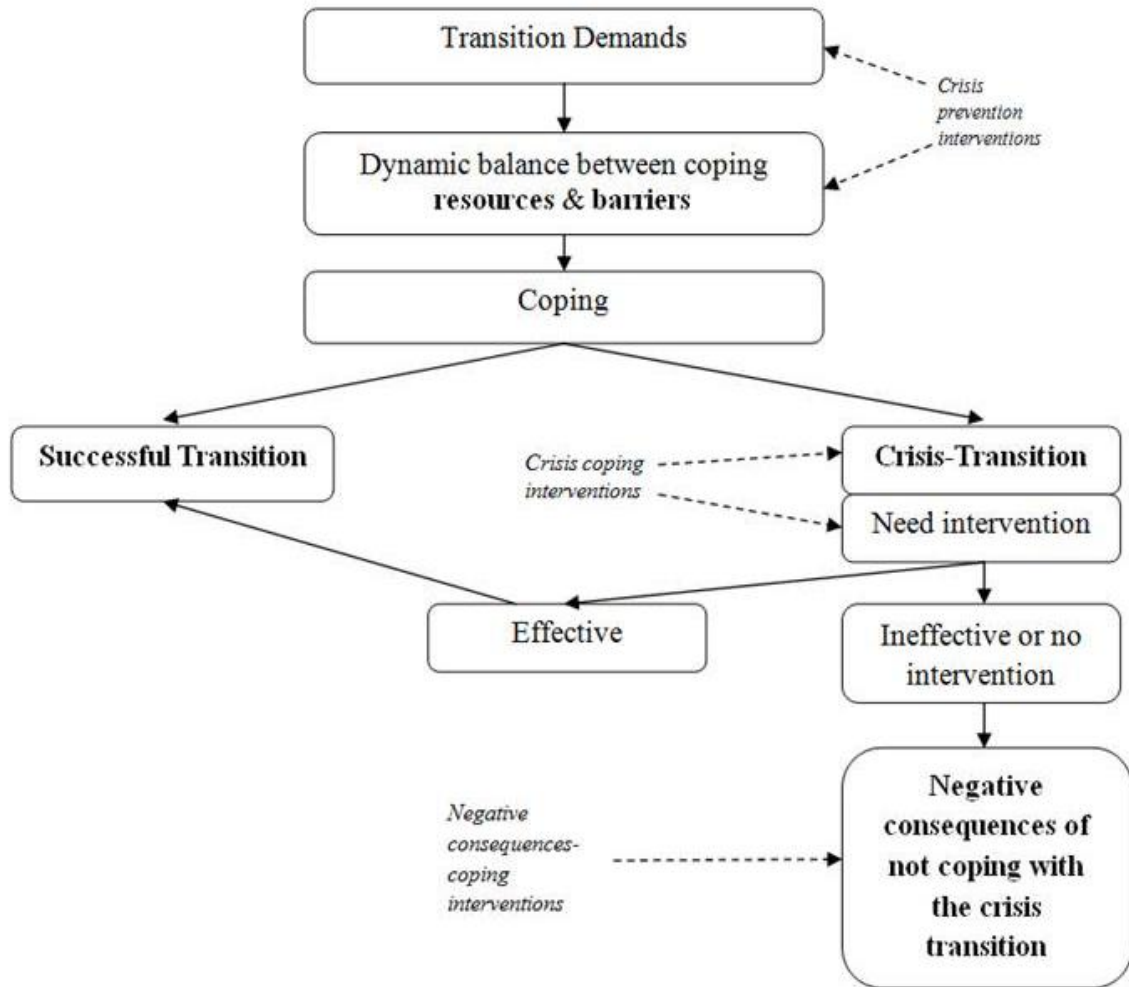 Transition Demands
Crisis
prevention
interventions
Dynamic balance between coping
resources & barriers
Coping
Successful Transition
Crisis coping
interventions
Crisis-Transition
Need intervention
Effective
Ineffective or no
intervention
Negative
consequences-
coping
interventions
Negative
consequences of
not coping with
the crisis
transition